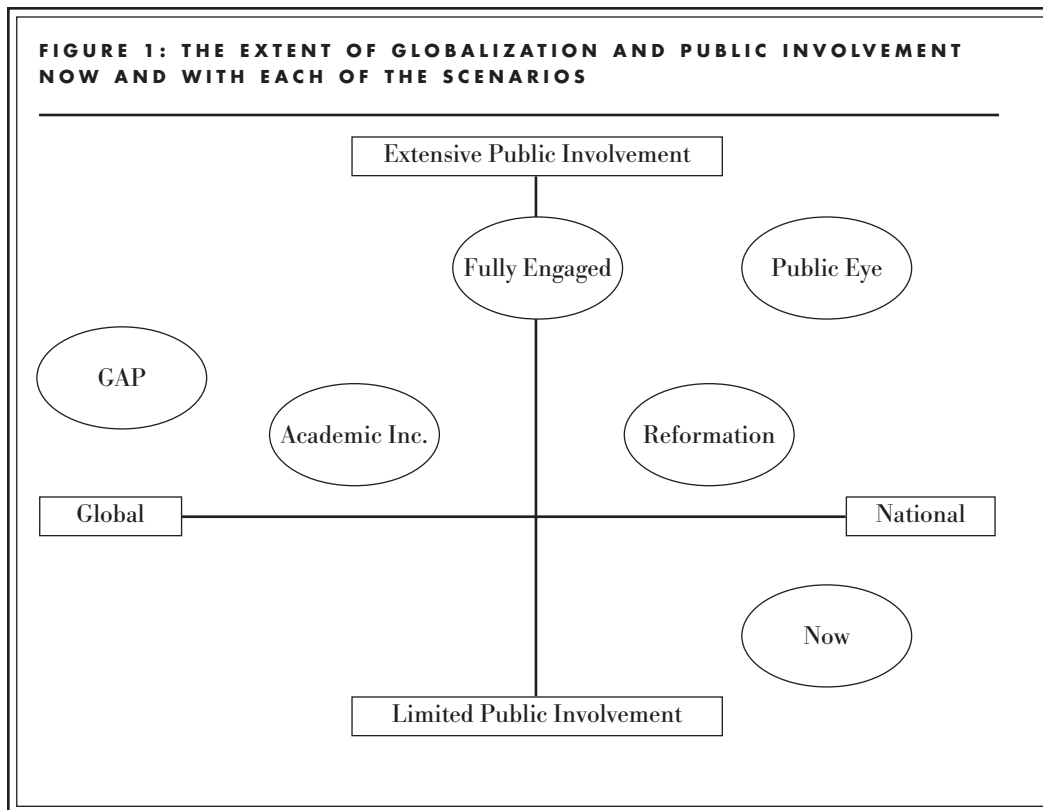 FIGURE 1: THE EXTENT OF GLOBALIZATION AND PUBLIC INVOLVEMENT
NOW AND WITH EACH OF THE SCENARIOS
Extensive Public Involvement
Fully Engaged
Public Eye
GAP
Academic Inc.
Reformation
Global
National
Now
Limited Public Involvement